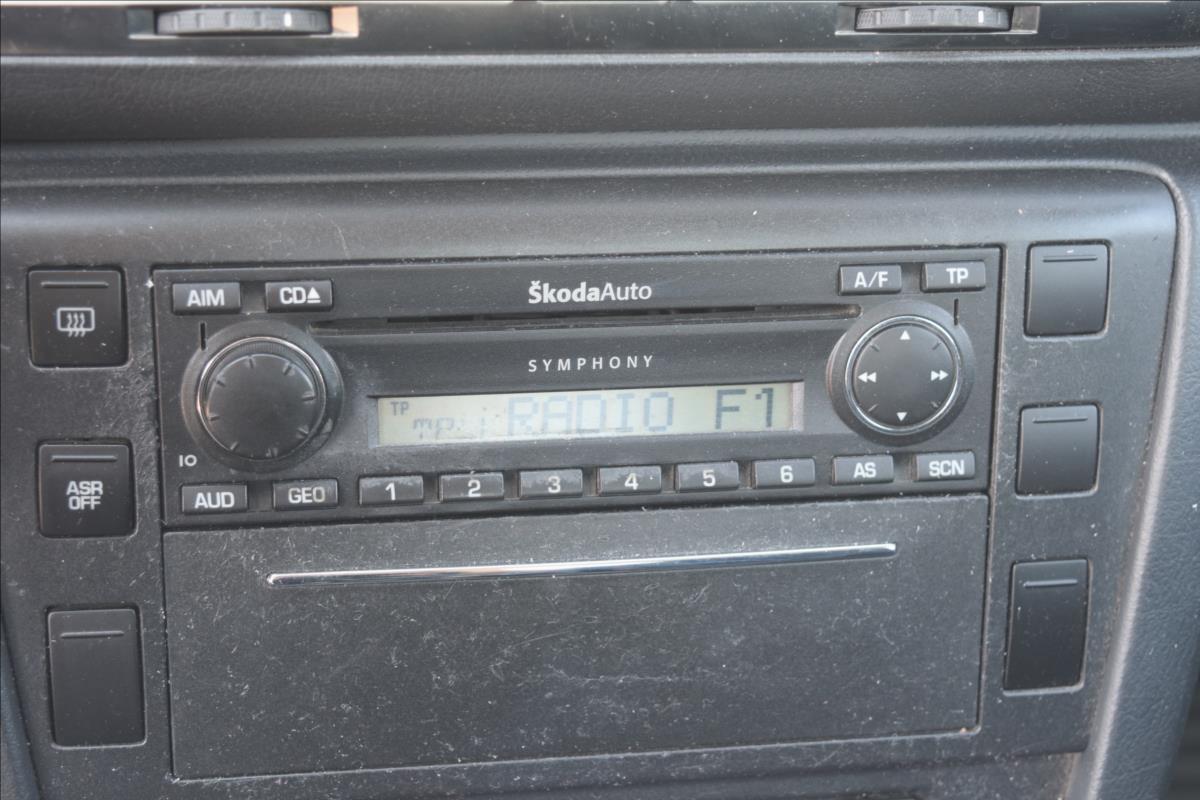 AIM CD ŠkodaAuto A/F TP
SYMPHONY
TP
RADIO F1
IO
AUD GEO 1 2 3 4 5 6 AS SCN
ASR
OFF